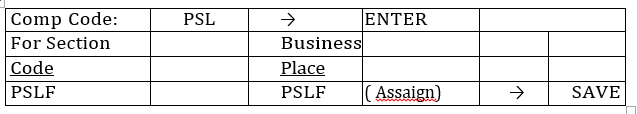 Comp Code: PSL → ENTER
For Section Business
Code Place
PSLF PSLF ( Assaign) → SAVE